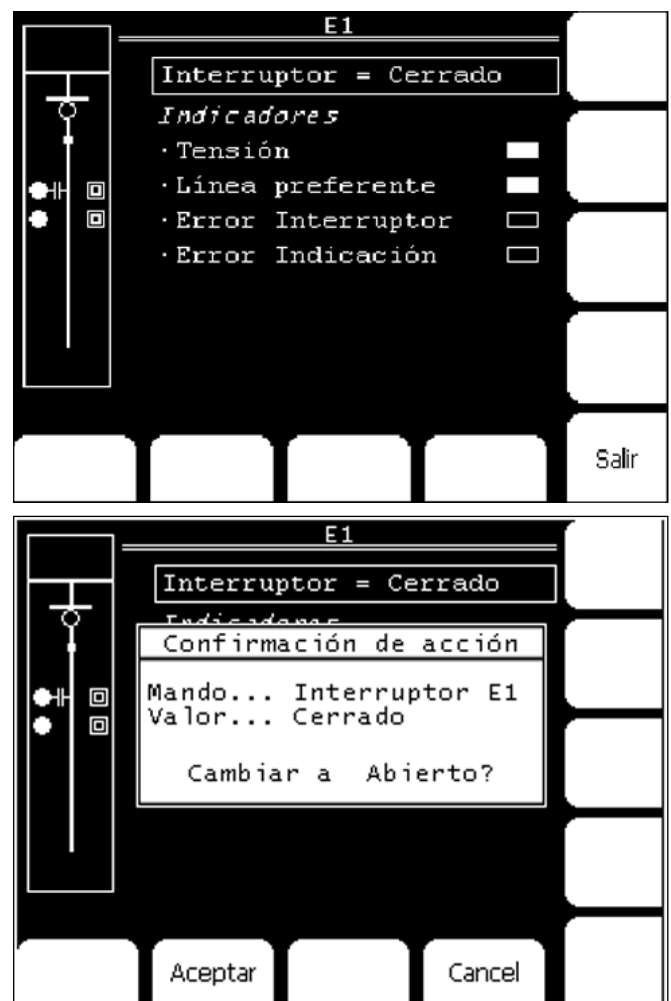 E1
Interruptor = Cerrado
Indicadores
·Tensión
·Línea preferente
·Error Interruptor
·Error Indicación
Salir
E1
Interruptor = Cerrado
Indicadores
Confirmación de acción
Mando... Interruptor E1
Valor... Cerrado
Cambiar a Abierto?
Aceptar
Cancel